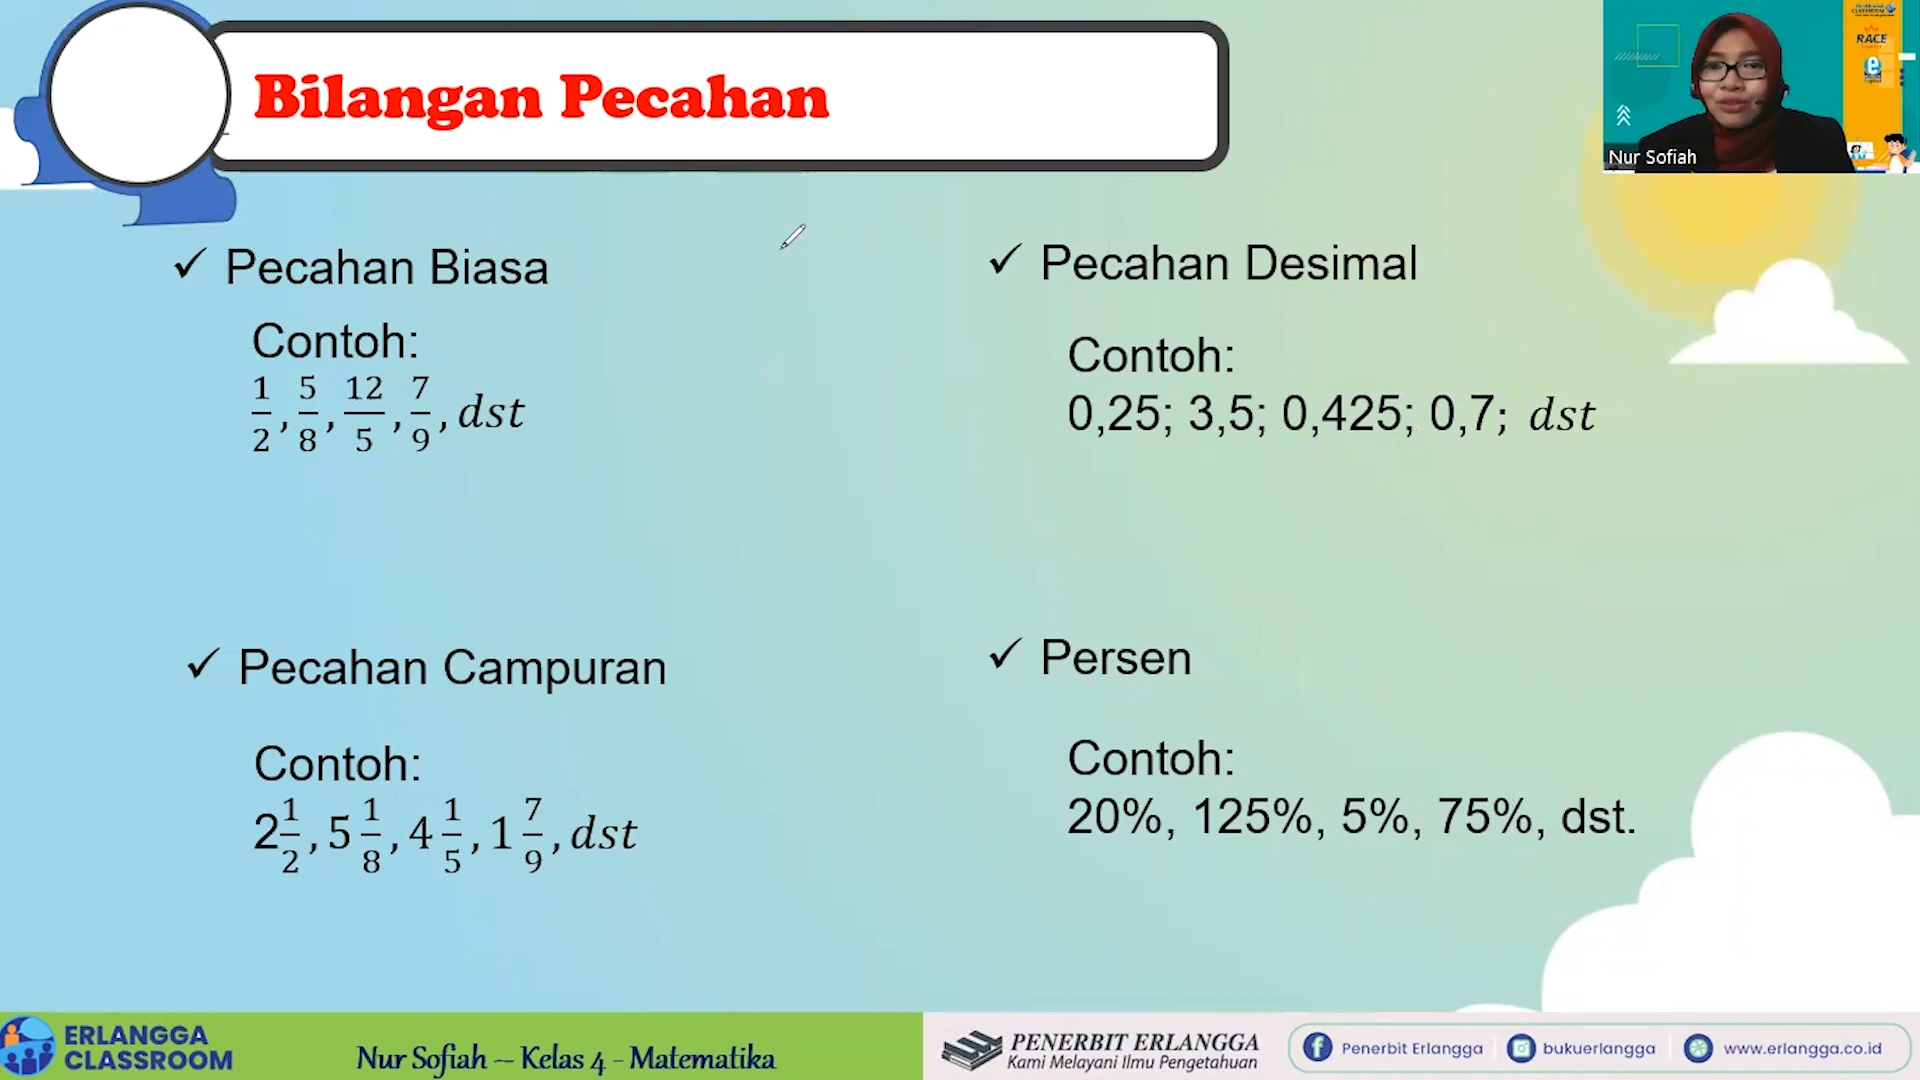 Bilangan Pecahan
RACE
Nur Sofiah
✓ Pecahan Biasa
Contoh:
1/2, 5/8, 12/5, 7/9, dst
✓ Pecahan Desimal
Contoh:
0,25; 3,5; 0,425; 0,7; dst
✓ Pecahan Campuran
Contoh:
2 1/2, 5 1/8, 4 1/5, 1 7/9, dst
✓ Persen
Contoh:
20%, 125%, 5%, 75%, dst.
ERLANGGA
CLASSROOM
Nur Sofiah – Kelas 4 - Matematika
PENERBIT ERLANGGA
Kami Melayani Ilmu Pengetahuan
Penerbit Erlangga
bukuerlangga
www.erlangga.co.id